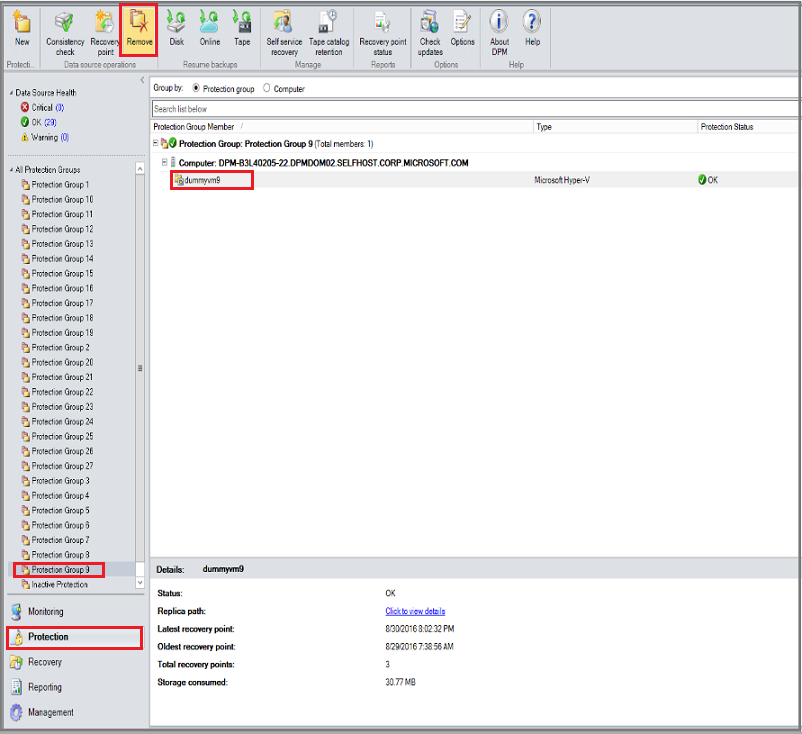 New Consistency check Recovery point Remove Disk Online Tape Self service recovery Tape catalog retention Recovery point status Check updates Options About DPM Help
Protecti... Data source operations Resume backups Manage Reports Options Help
Group by: Protection group Computer
Search list below
Protection Group Member / Type Protection Status
Protection Group: Protection Group 9 (Total members: 1)
Computer: DPM-B3L40205-22.DPMDOM02.SELFHOST.CORP.MICROSOFT.COM
dummyvm9 Microsoft Hyper-V OK
Data Source Health
Critical (0)
OK (29)
Warning (0)
All Protection Groups
Protection Group 1
Protection Group 10
Protection Group 11
Protection Group 12
Protection Group 13
Protection Group 14
Protection Group 15
Protection Group 16
Protection Group 17
Protection Group 18
Protection Group 19
Protection Group 2
Protection Group 20
Protection Group 21
Protection Group 22
Protection Group 23
Protection Group 24
Protection Group 25
Protection Group 26
Protection Group 27
Protection Group 3
Protection Group 4
Protection Group 5
Protection Group 6
Protection Group 7
Protection Group 8
Protection Group 9
Inactive Protection
Monitoring
Protection
Recovery
Reporting
Management
Details: dummyvm9
Status: OK
Replica path: Click to view details
Latest recovery point: 8/30/2016 8:02:32 PM
Oldest recovery point: 8/29/2016 7:38:56 AM
Total recovery points: 3
Storage consumed: 30.77 MB